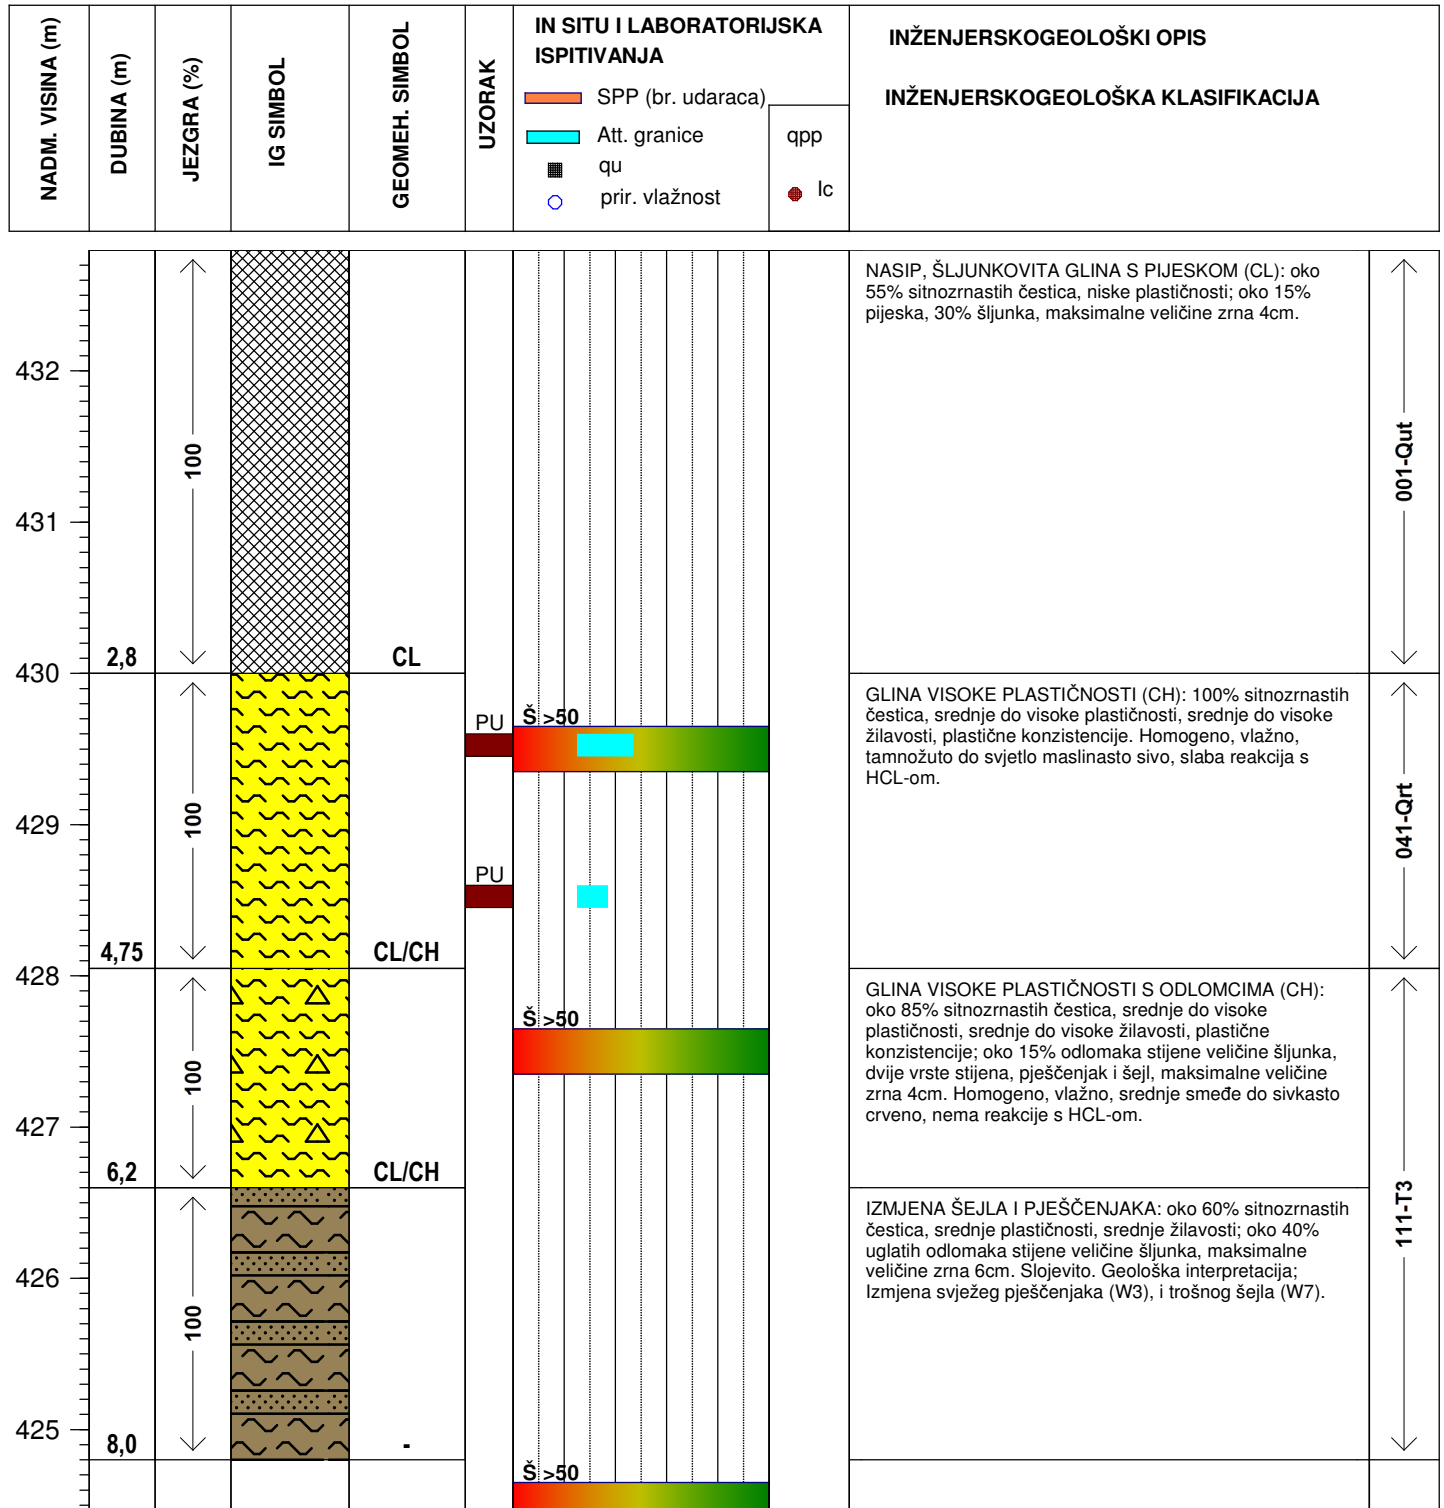 NADM. VISINA (m)
DUBINA (m)
JEZGRA (%)
IG SIMBOL
GEOMEH. SIMBOL
UZORAK
IN SITU I LABORATORIJSKA
ISPITIVANJA
SPP (br. udaraca)
Att. granice
qu
prir. vlažnost
qpp
Ic
INŽENJERSKOGEOLOŠKI OPIS
INŽENJERSKOGEOLOŠKA KLASIFIKACIJA
NASIP, ŠLJUNKOVITA GLINA S PIJESKOM (CL): oko
55% sitnozrnastih čestica, niske plastičnosti; oko 15%
pijeska, 30% šljunka, maksimalne veličine zrna 4cm.
432
100
001-Qut
431
2,8
CL
430
GLINA VISOKE PLASTIČNOSTI (CH): 100% sitnozrnastih
čestica, srednje do visoke plastičnosti, srednje do visoke
žilavosti, plastične konzistencije. Homogeno, vlažno,
tamnožuto do svjetlo maslinasto sivo, slaba reakcija s
HCL-om.
PU
Š >50
429
100
041-Qrt
PU
4,75
CL/CH
428
GLINA VISOKE PLASTIČNOSTI S ODLOMCIMA (CH):
oko 85% sitnozrnastih čestica, srednje do visoke
plastičnosti, srednje do visoke žilavosti, plastične
konzistencije; oko 15% odlomaka stijene veličine šljunka,
dvije vrste stijena, pješčenjak i šejl, maksimalne veličine
zrna 4cm. Homogeno, vlažno, srednje smeđe do sivkasto
crveno, nema reakcije s HCL-om.
Š >50
100
427
6,2
CL/CH
111-T3
IZMJENA ŠEJLA I PJEŠČENJAKA: oko 60% sitnozrnastih
čestica, srednje plastičnosti, srednje žilavosti; oko 40%
uglatih odlomaka stijene veličine šljunka, maksimalne
veličine zrna 6cm. Slojevito. Geološka interpretacija;
Izmjena svježeg pješčenjaka (W3), i trošnog šejla (W7).
426
100
425
8,0
-
Š >50